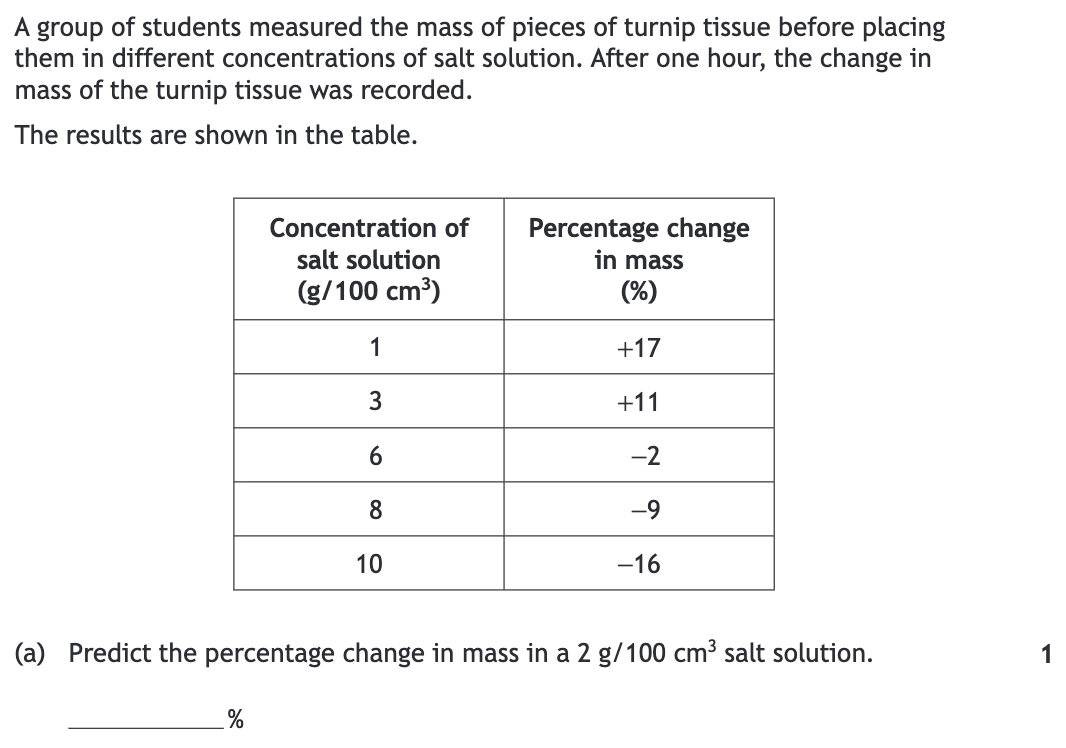 A group of students measured the mass of pieces of turnip tissue before placing
them in different concentrations of salt solution. After one hour, the change in
mass of the turnip tissue was recorded.
The results are shown in the table.
Concentration of
salt solution
(g/100 cm³)
Percentage change
in mass
(%)
1
+17
3
+11
6
−2
8
−9
10
−16
(a) Predict the percentage change in mass in a 2 g/100 cm³ salt solution. 1
__________ %